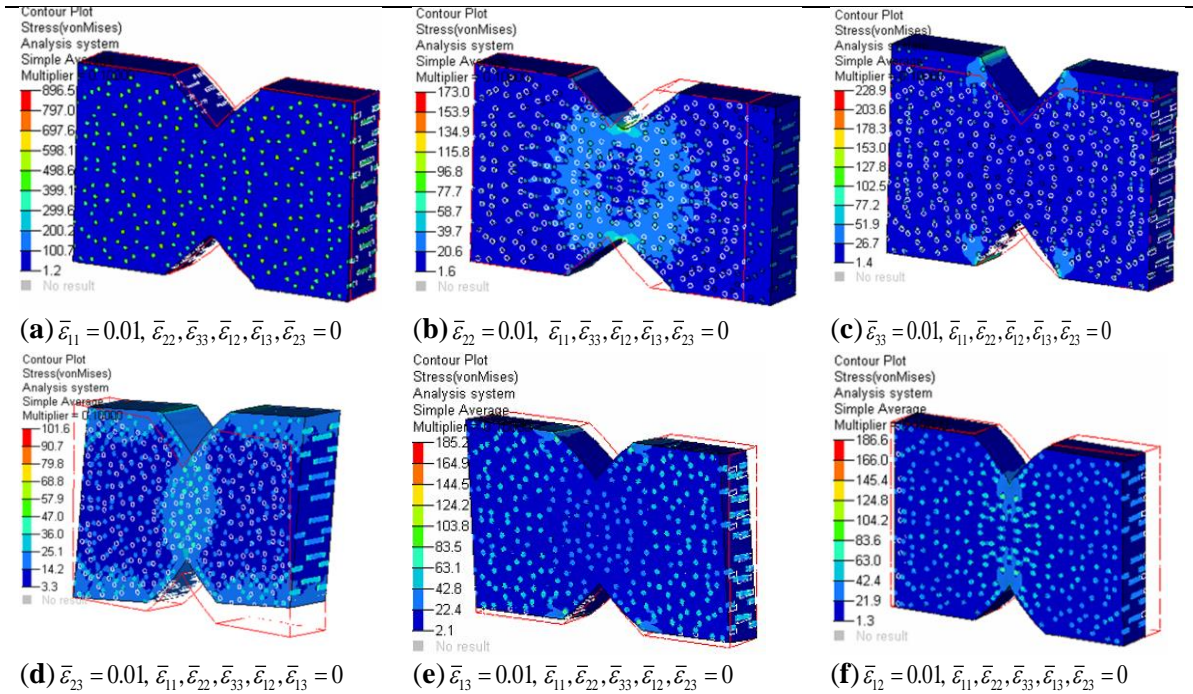 Contour Plot
Stress(vonMises)
Analysis system
Simple Average
Multiplier = 0.10000
896.5
797.0
697.6
598.1
498.6
399.1
299.6
200.2
100.7
1.2
No result
(a) ε̄₁₁ = 0.01, ε̄₂₂, ε̄₃₃, ε̄₁₂, ε̄₁₃, ε̄₂₃ = 0
Contour Plot
Stress(vonMises)
Analysis system
Simple Average
173.0
153.9
134.9
115.8
96.8
77.7
58.7
39.7
20.6
1.6
No result
(b) ε̄₂₂ = 0.01, ε̄₁₁, ε̄₃₃, ε̄₁₂, ε̄₁₃, ε̄₂₃ = 0
Contour Plot
Stress(vonMises)
Analysis
Simple
228.9
203.6
178.3
153.0
127.8
102.5
77.2
51.9
26.7
1.4
No result
(c) ε̄₃₃ = 0.01, ε̄₁₁, ε̄₂₂, ε̄₁₂, ε̄₁₃, ε̄₂₃ = 0
Contour Plot
Stress(vonMises)
Analysis system
Simple Average
Multiplier = 0.10000
101.6
90.7
79.8
68.8
57.9
47.0
36.0
25.1
14.2
3.3
No result
(d) ε̄₂₃ = 0.01, ε̄₁₁, ε̄₂₂, ε̄₃₃, ε̄₁₂, ε̄₁₃ = 0
Contour Plot
Stress(vonMises)
Analysis system
Simple Average
185.2
164.9
144.5
124.2
103.8
83.5
63.1
42.8
22.4
2.1
No result
(e) ε̄₁₃ = 0.01, ε̄₁₁, ε̄₂₂, ε̄₃₃, ε̄₁₂, ε̄₂₃ = 0
Contour Plot
Stress(vonMises)
Analysis system
Simple Average
186.6
166.0
145.4
124.8
104.2
83.6
63.0
42.4
21.9
1.3
No result
(f) ε̄₁₂ = 0.01, ε̄₁₁, ε̄₂₂, ε̄₃₃, ε̄₁₃, ε̄₂₃ = 0